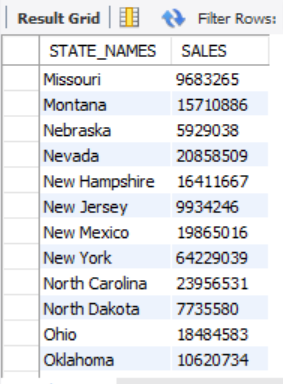 Result Grid Filter Rows:
STATE_NAMES SALES
Missouri 9683265
Montana 15710886
Nebraska 5929038
Nevada 20858509
New Hampshire 16411667
New Jersey 9934246
New Mexico 19865016
New York 64229039
North Carolina 23956531
North Dakota 7735580
Ohio 18484583
Oklahoma 10620734